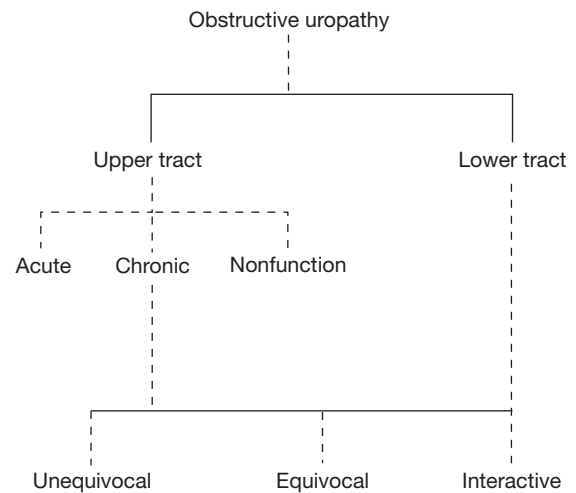 Obstructive uropathy
Upper tract
Lower tract
Acute
Chronic
Nonfunction
Unequivocal
Equivocal
Interactive